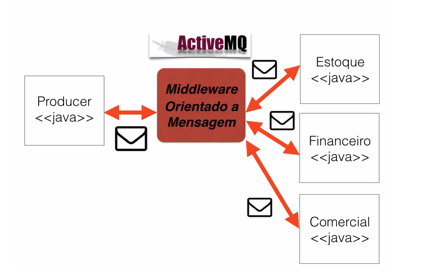 ActiveMQ
Producer
<<java>>
Middleware
Orientado a
Mensagem
Estoque
<<java>>
Financeiro
<<java>>
Comercial
<<java>>